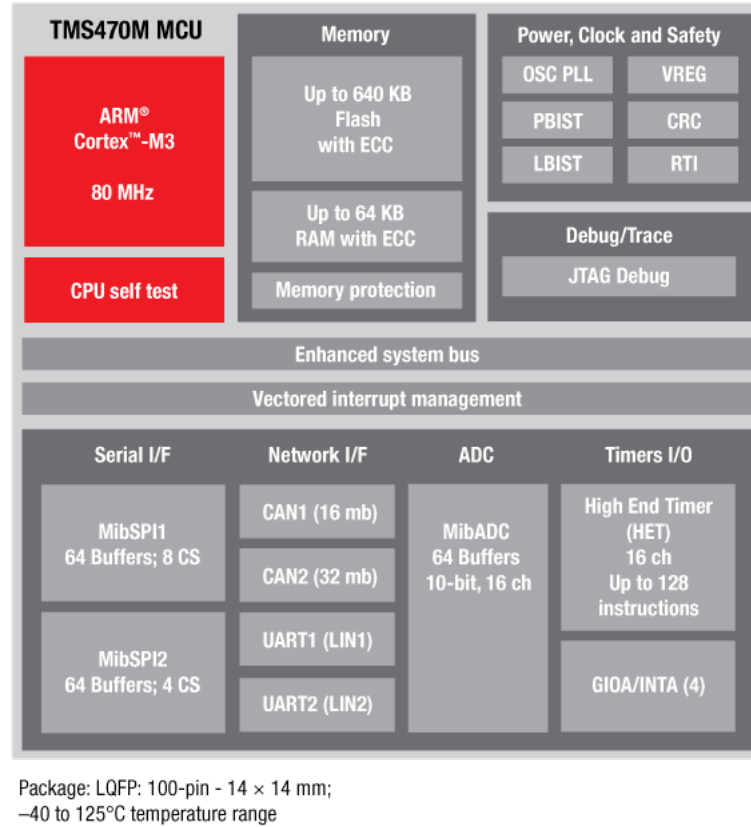 TMS470M MCU
ARM®
Cortex™-M3
80 MHz
CPU self test
Memory
Up to 640 KB
Flash
with ECC
Up to 64 KB
RAM with ECC
Memory protection
Power, Clock and Safety
OSC PLL
VREG
PBIST
CRC
LBIST
RTI
Debug/Trace
JTAG Debug
Enhanced system bus
Vectored interrupt management
Serial I/F
MibSPI1
64 Buffers; 8 CS
MibSPI2
64 Buffers; 4 CS
Network I/F
CAN1 (16 mb)
CAN2 (32 mb)
UART1 (LIN1)
UART2 (LIN2)
ADC
MibADC
64 Buffers
10-bit, 16 ch
Timers I/O
High End Timer
(HET)
16 ch
Up to 128
instructions
GIOA/INTA (4)
Package: LQFP: 100-pin - 14 × 14 mm;
–40 to 125°C temperature range